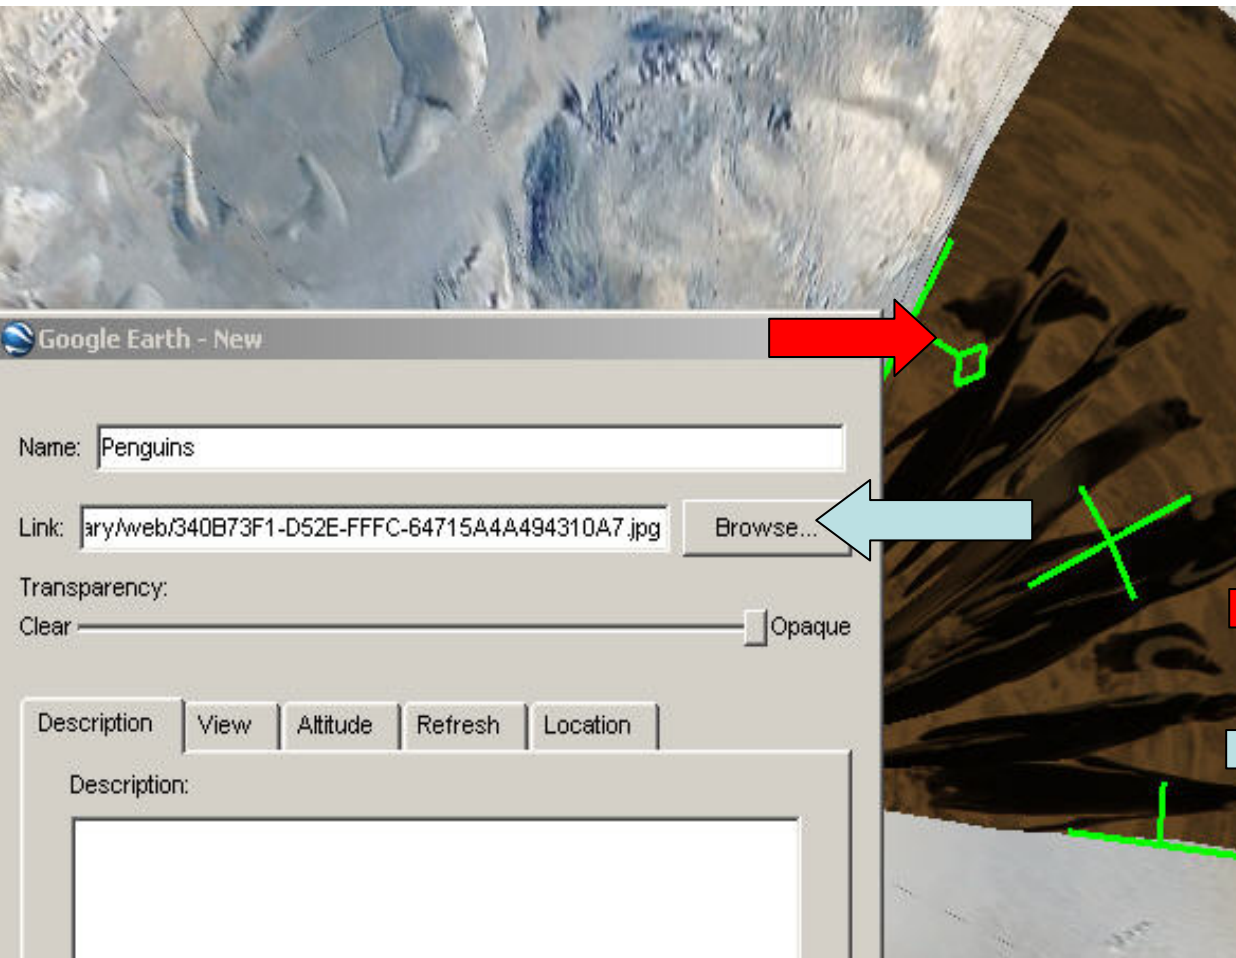 Google Earth - New
Name: Penguins
Link: ary/web/340B73F1-D52E-FFFC-64715A4A494310A7.jpg Browse...
Transparency:
Clear Opaque
Description View Altitude Refresh Location
Description: